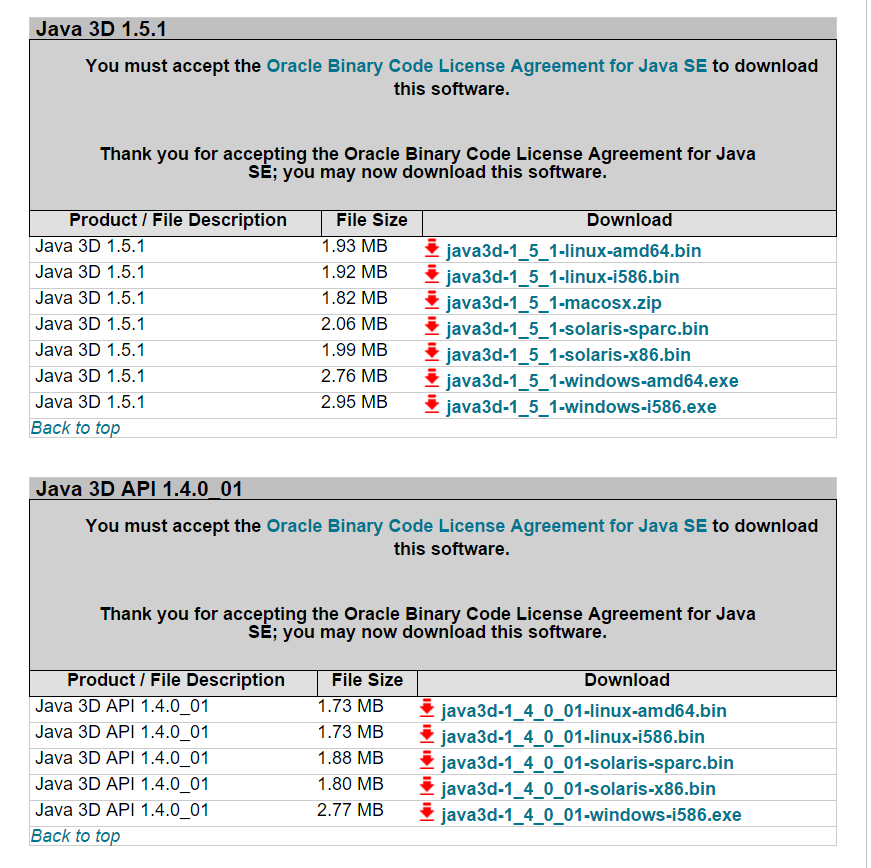 Java 3D 1.5.1
You must accept the Oracle Binary Code License Agreement for Java SE to download
this software.
Thank you for accepting the Oracle Binary Code License Agreement for Java
SE; you may now download this software.
Product / File Description File Size Download
Java 3D 1.5.1 1.93 MB java3d-1_5_1-linux-amd64.bin
Java 3D 1.5.1 1.92 MB java3d-1_5_1-linux-i586.bin
Java 3D 1.5.1 1.82 MB java3d-1_5_1-macosx.zip
Java 3D 1.5.1 2.06 MB java3d-1_5_1-solaris-sparc.bin
Java 3D 1.5.1 1.99 MB java3d-1_5_1-solaris-x86.bin
Java 3D 1.5.1 2.76 MB java3d-1_5_1-windows-amd64.exe
Java 3D 1.5.1 2.95 MB java3d-1_5_1-windows-i586.exe
Back to top
Java 3D API 1.4.0_01
You must accept the Oracle Binary Code License Agreement for Java SE to download
this software.
Thank you for accepting the Oracle Binary Code License Agreement for Java
SE; you may now download this software.
Product / File Description File Size Download
Java 3D API 1.4.0_01 1.73 MB java3d-1_4_0_01-linux-amd64.bin
Java 3D API 1.4.0_01 1.73 MB java3d-1_4_0_01-linux-i586.bin
Java 3D API 1.4.0_01 1.88 MB java3d-1_4_0_01-solaris-sparc.bin
Java 3D API 1.4.0_01 1.80 MB java3d-1_4_0_01-solaris-x86.bin
Java 3D API 1.4.0_01 2.77 MB java3d-1_4_0_01-windows-i586.exe
Back to top